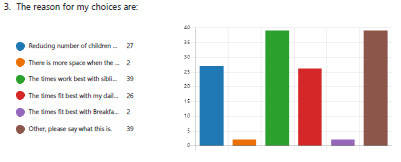 3. The reason for my choices are:
Reducing number of children ... 27
There is more space when the ... 2
The times work best with sibli... 39
The times fit best with my dail... 26
The times fit best with Breakfa... 2
Other, please say what this is. 39
40
35
30
25
20
15
10
5
0